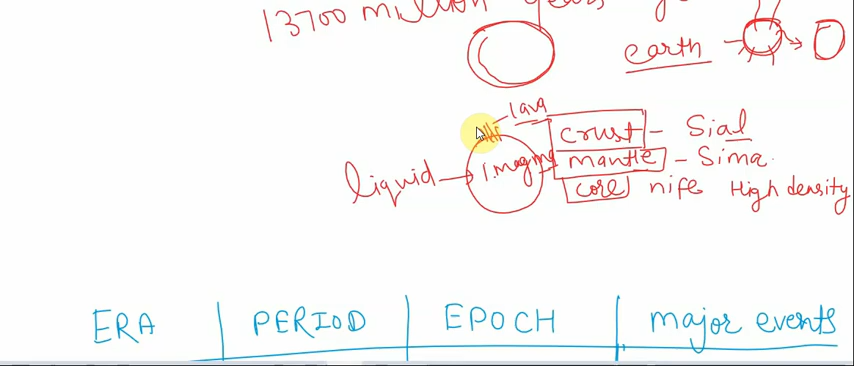 13700 million years
earth
lava
crust - Sial
liquid magma mantle - Sima
core nife High density
ERA PERIOD EPOCH major events